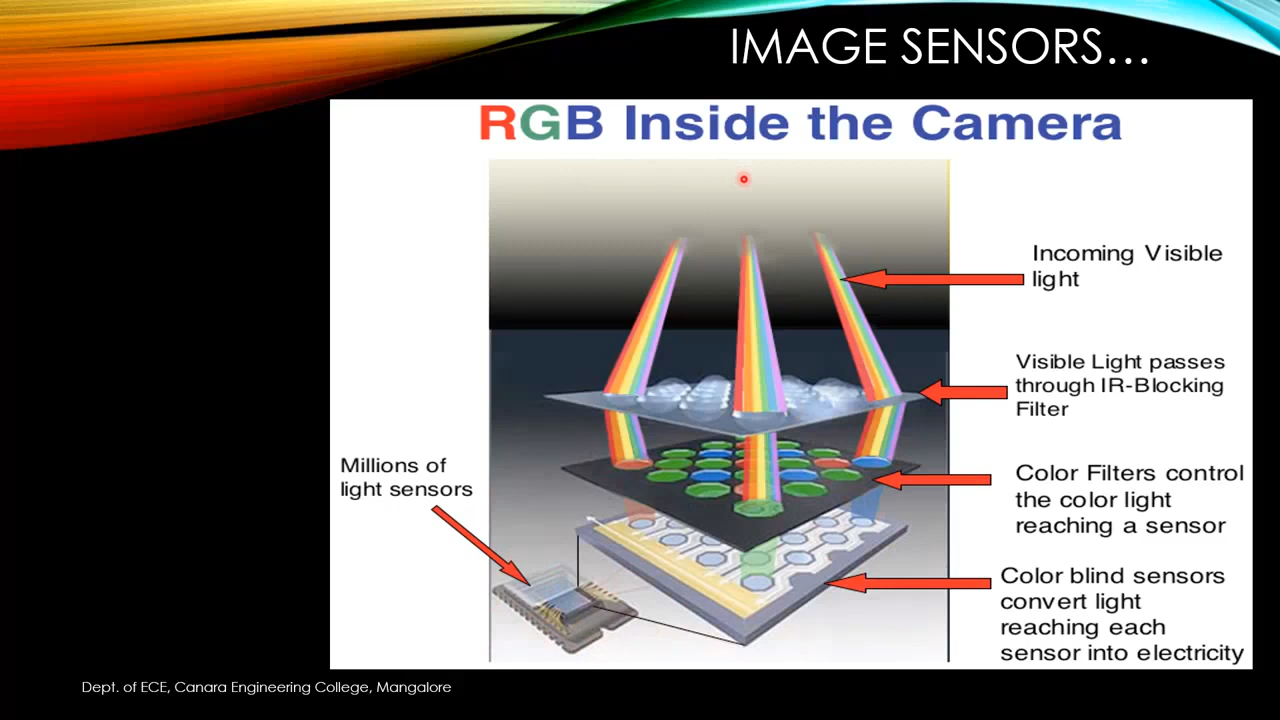 IMAGE SENSORS...
RGB Inside the Camera
Incoming Visible
light
Visible Light passes
through IR-Blocking
Filter
Millions of
light sensors
Color Filters control
the color light
reaching a sensor
Color blind sensors
convert light
reaching each
sensor into electricity
Dept. of ECE, Canara Engineering College, Mangalore